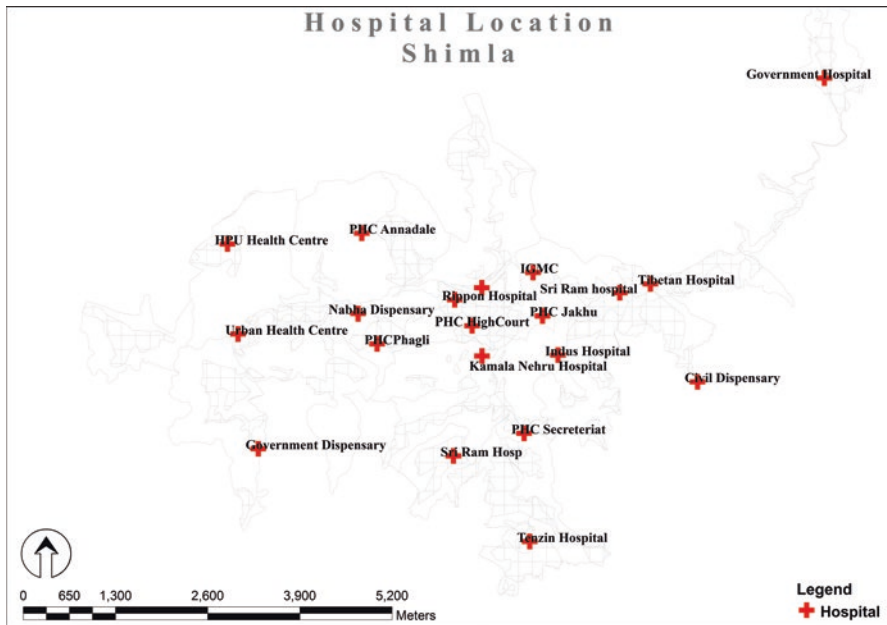 Hospital Location
Shimla
Government Hospital
PHC Annadale
HPU Health Centre
IGMC
Tibetan Hospital
Sri Ram hospital
Rippon Hospital
Nabha Dispensary
PHC Jakhu
PHC HighCourt
Urban Health Centre
PHCPhagli
Indus Hospital
Kamala Nehru Hospital
Civil Dispensary
PHC Secreteriat
Government Dispensary
Sri Ram Hosp
Tenzin Hospital
0 650 1,300 2,600 3,900 5,200
Meters
Legend
Hospital